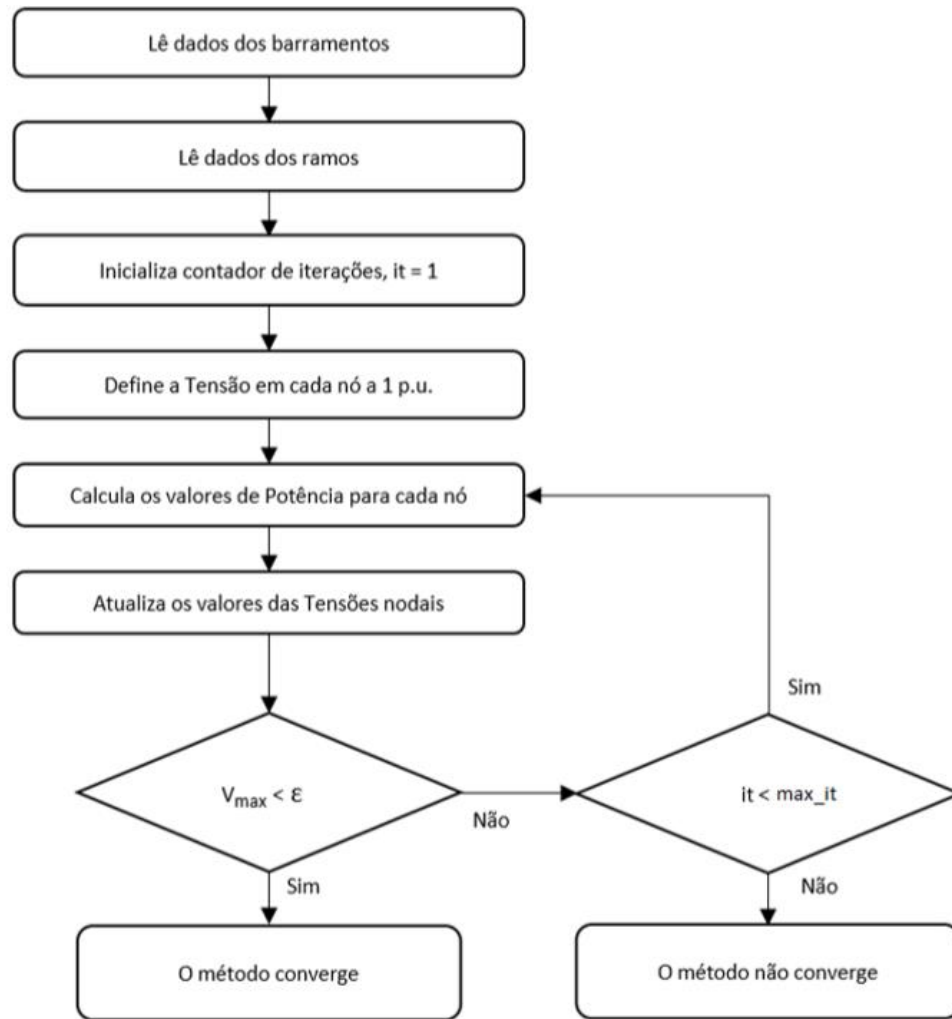 Lê dados dos barramentos
Lê dados dos ramos
Inicializa contador de iterações, it = 1
Define a Tensão em cada nó a 1 p.u.
Calcula os valores de Potência para cada nó
Atualiza os valores das Tensões nodais
Sim
V_max < ε
it < max_it
Não
Sim
Não
O método converge
O método não converge